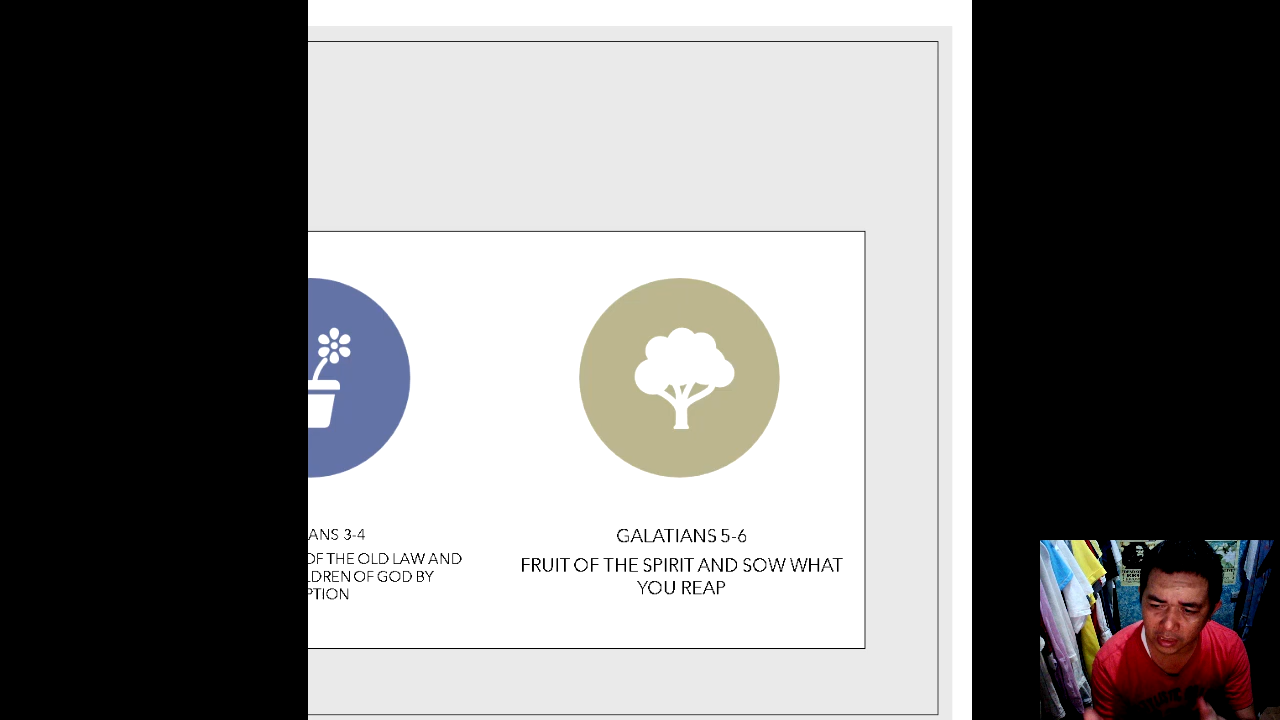 ANS 3-4
OF THE OLD LAW AND
LDREN OF GOD BY
PTION
GALATIANS 5-6
FRUIT OF THE SPIRIT AND SOW WHAT
YOU REAP